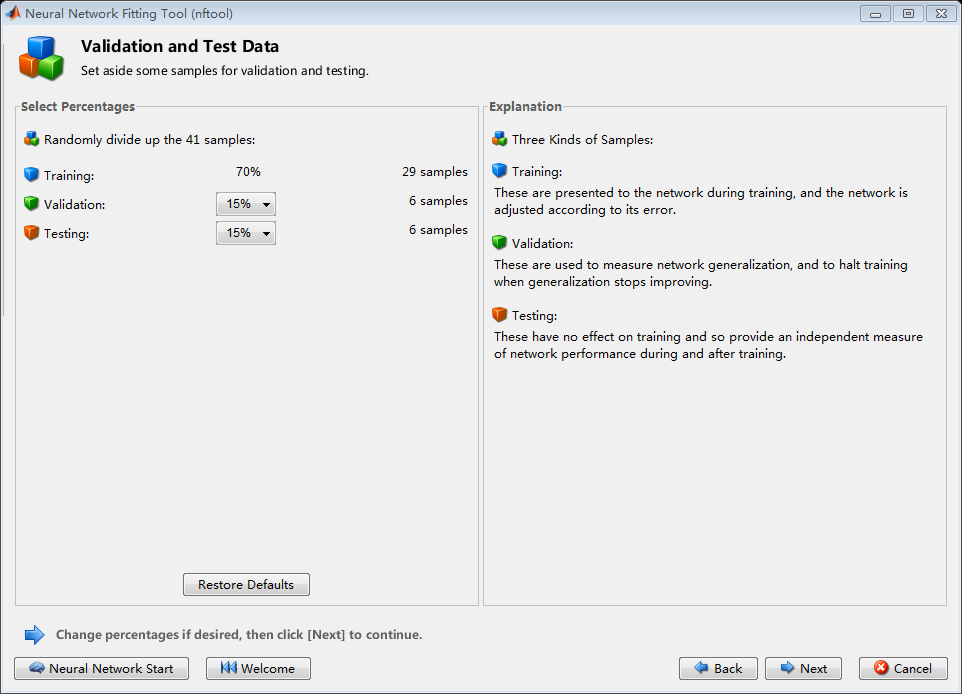 Neural Network Fitting Tool (nftool)
Validation and Test Data
Set aside some samples for validation and testing.
Select Percentages
Randomly divide up the 41 samples:
Training: 70% 29 samples
Validation: 15% 6 samples
Testing: 15% 6 samples
Restore Defaults
Explanation
Three Kinds of Samples:
Training:
These are presented to the network during training, and the network is
adjusted according to its error.
Validation:
These are used to measure network generalization, and to halt training
when generalization stops improving.
Testing:
These have no effect on training and so provide an independent measure
of network performance during and after training.
Change percentages if desired, then click [Next] to continue.
Neural Network Start Welcome Back Next Cancel